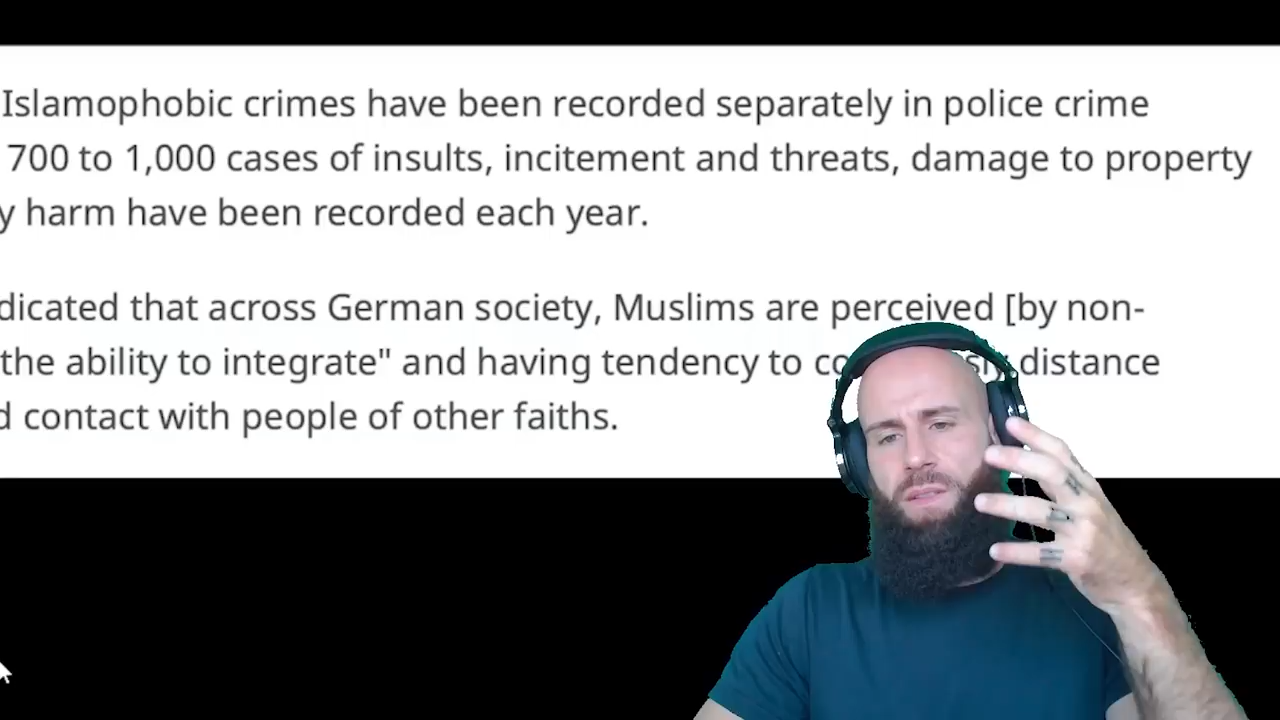 Islamophobic crimes have been recorded separately in police crime
700 to 1,000 cases of insults, incitement and threats, damage to property
y harm have been recorded each year.
dicated that across German society, Muslims are perceived [by non-
the ability to integrate" and having tendency to distance
d contact with people of other faiths.